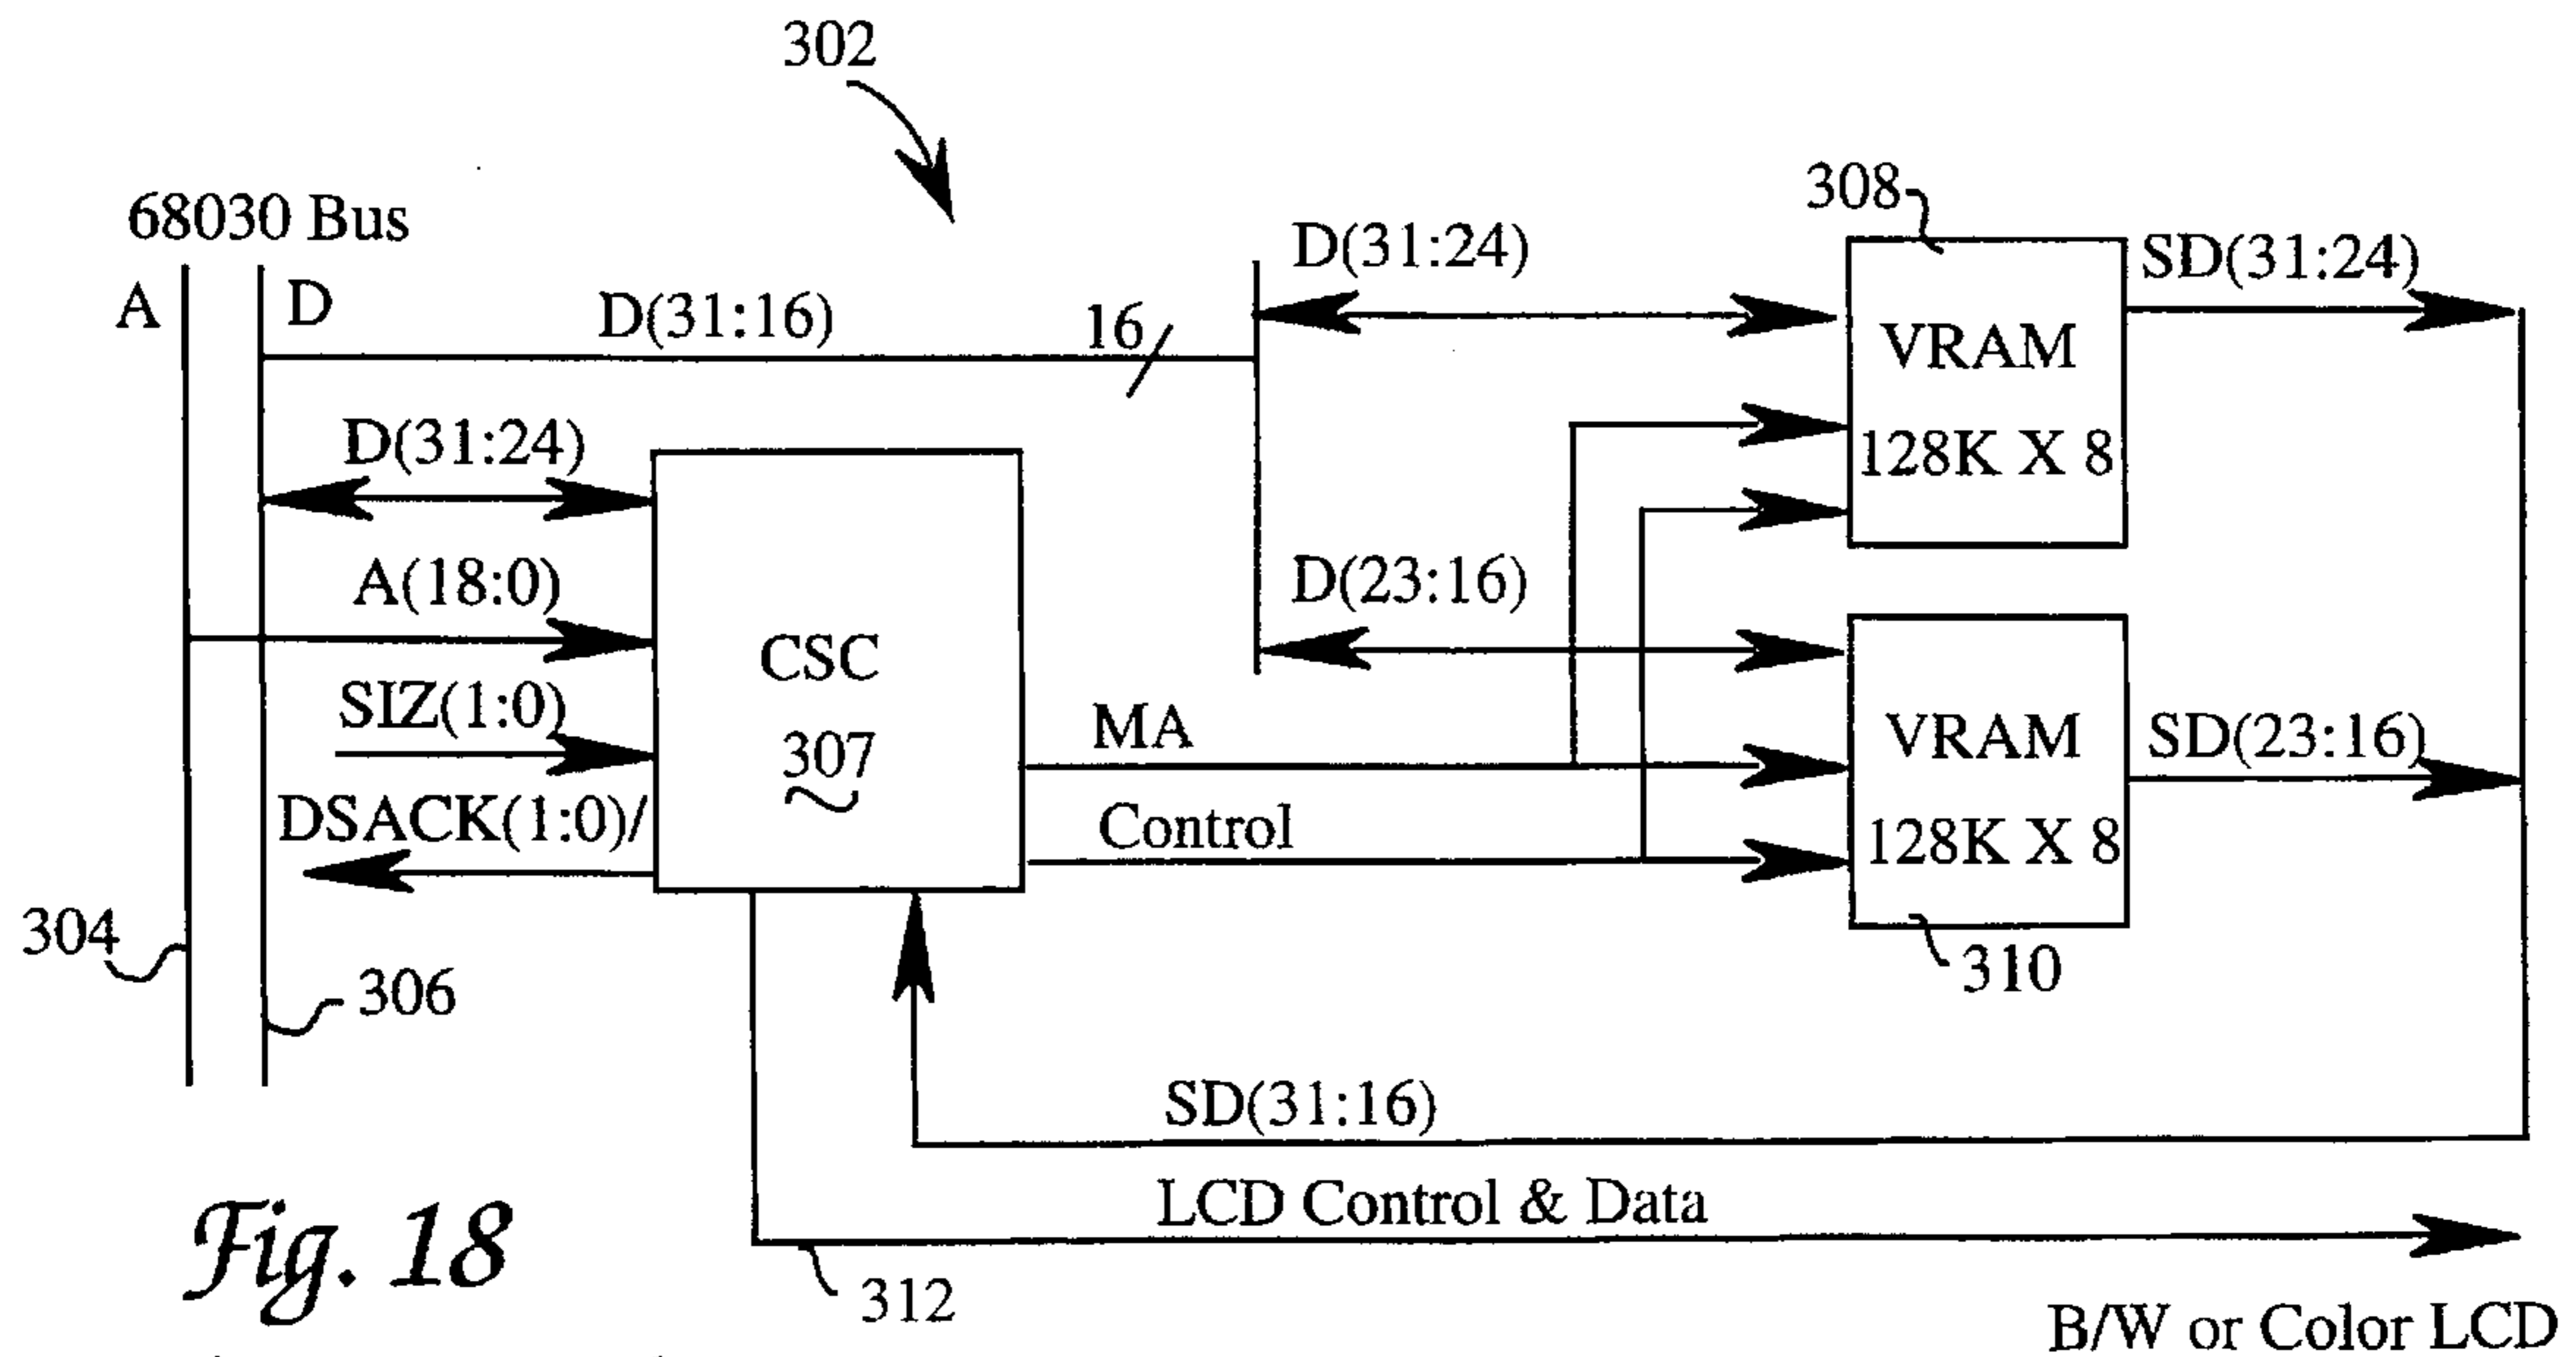 302
68030 Bus
A
D
D(31:16)
16
D(31:24)
308
SD(31:24)
VRAM
128K X 8
D(31:24)
A(18:0)
SIZ(1:0)
DSACK(1:0)/
CSC
307
D(23:16)
MA
Control
VRAM
128K X 8
SD(23:16)
310
304
306
SD(31:16)
LCD Control & Data
312
Fig. 18
B/W or Color LCD